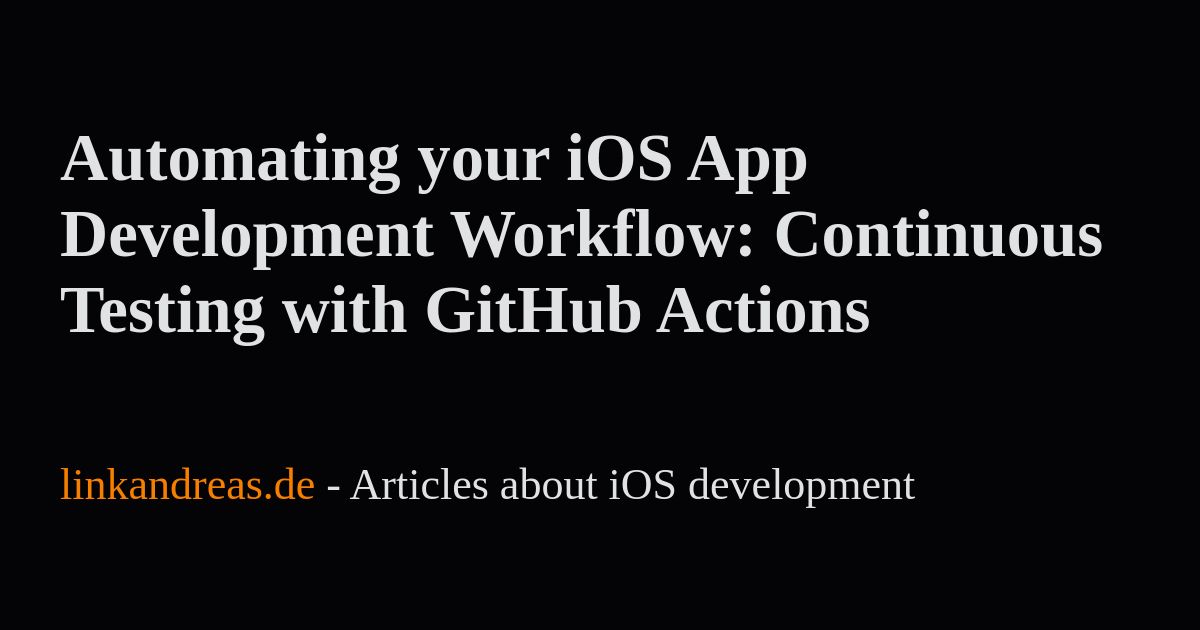 Automating your iOS App
Development Workflow: Continuous
Testing with GitHub Actions
linkandreas.de - Articles about iOS development